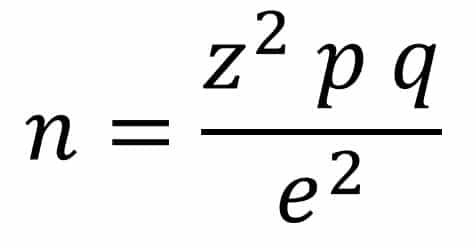 n = z² p q / e²